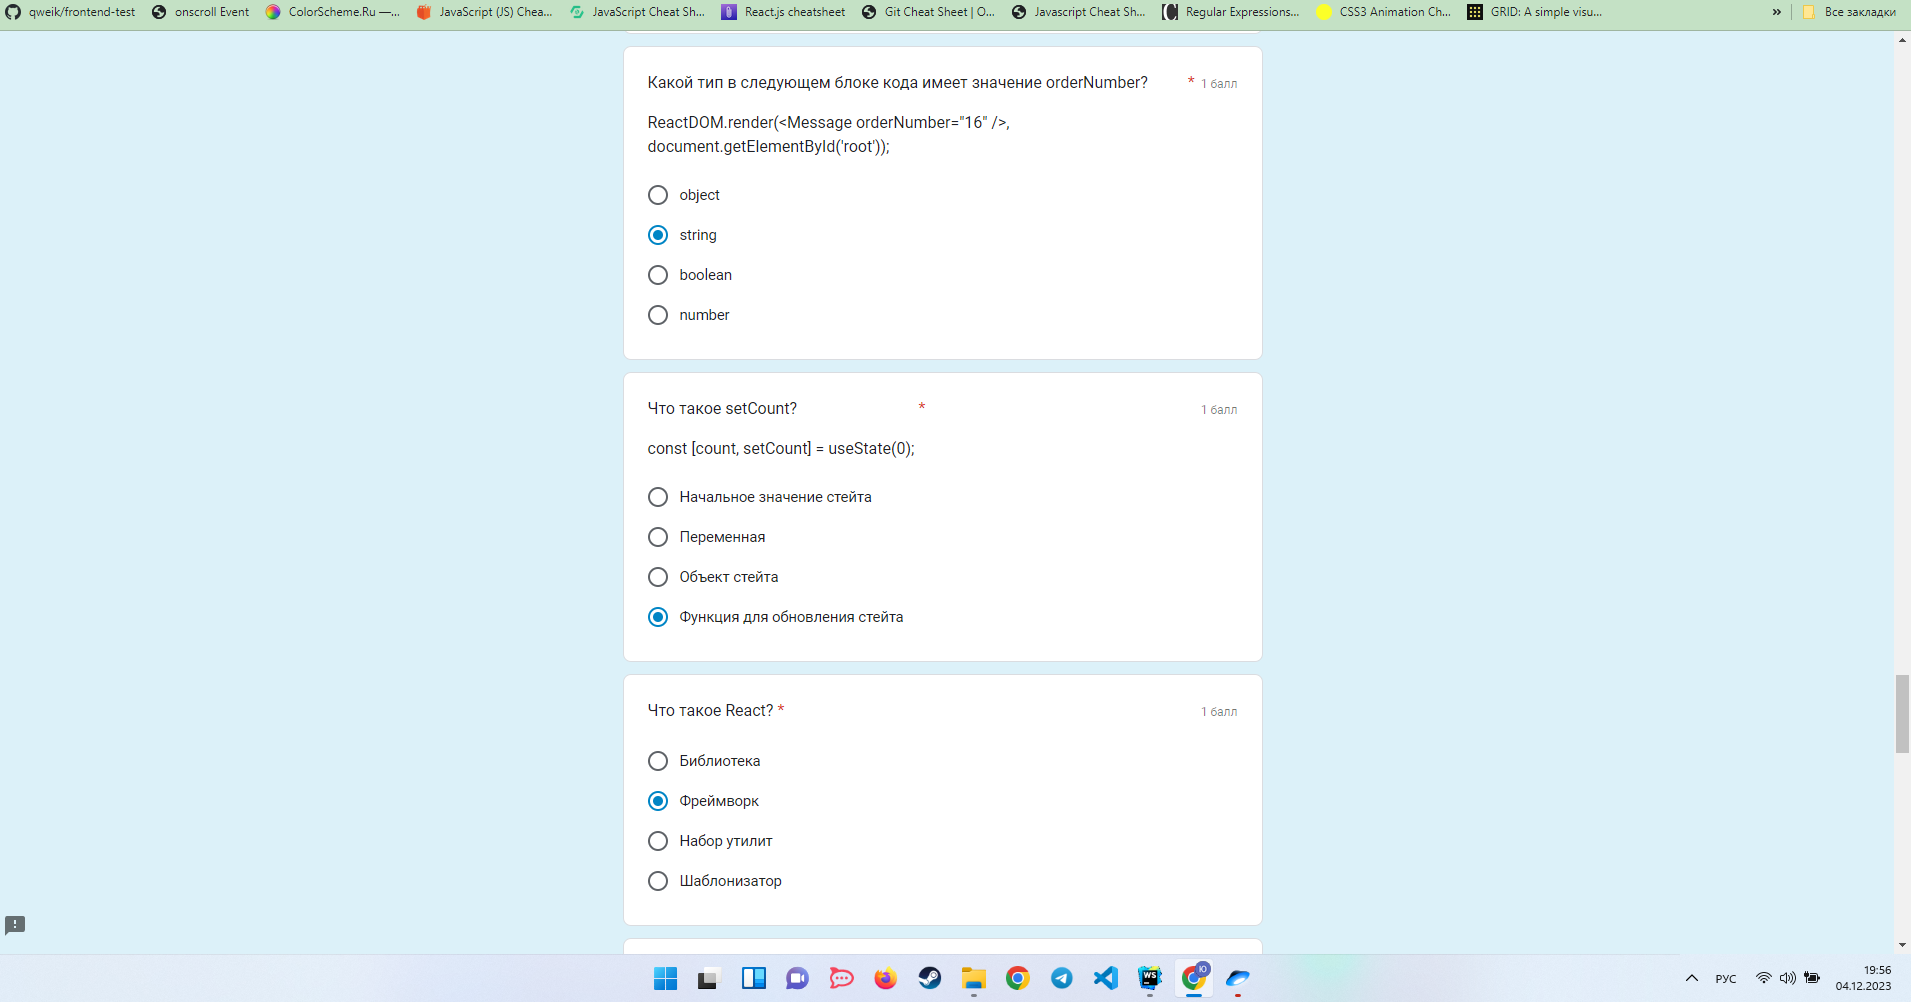 qweik/frontend-test onscroll Event ColorScheme.Ru —... JavaScript (JS) Chea... JavaScript Cheat Sh... React.js cheatsheet Git Cheat Sheet | O... Javascript Cheat Sh... Regular Expressions... CSS3 Animation Ch... GRID: A simple visu... » Все закладки
Какой тип в следующем блоке кода имеет значение orderNumber? * 1 балл
ReactDOM.render(<Message orderNumber="16" />,
document.getElementById('root'));
object
string
boolean
number
Что такое setCount? * 1 балл
const [count, setCount] = useState(0);
Начальное значение стейта
Переменная
Объект стейта
Функция для обновления стейта
Что такое React? * 1 балл
Библиотека
Фреймворк
Набор утилит
Шаблонизатор
WS
Ю
РУС
19:56
04.12.2023